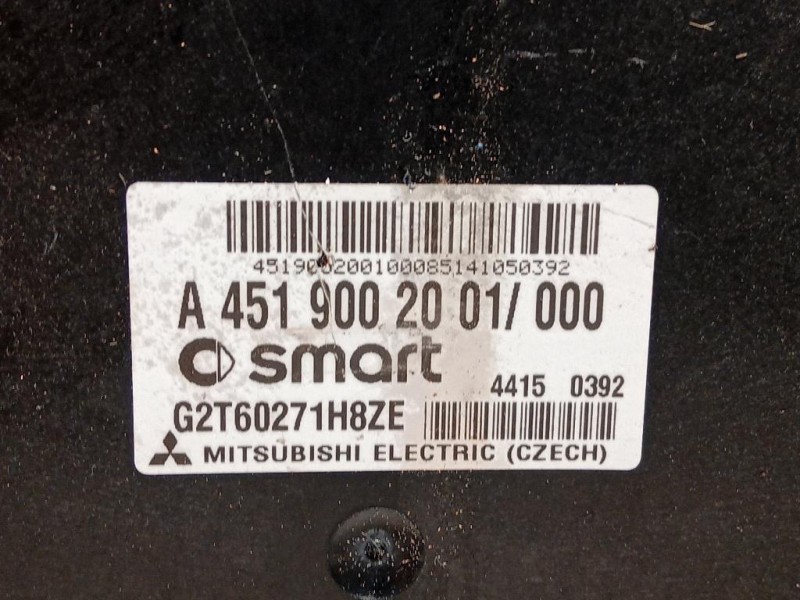 4519002001000085141050392
A 451 900 20 01/ 000
smart
4415 0392
G2T60271H8ZE
MITSUBISHI ELECTRIC (CZECH)